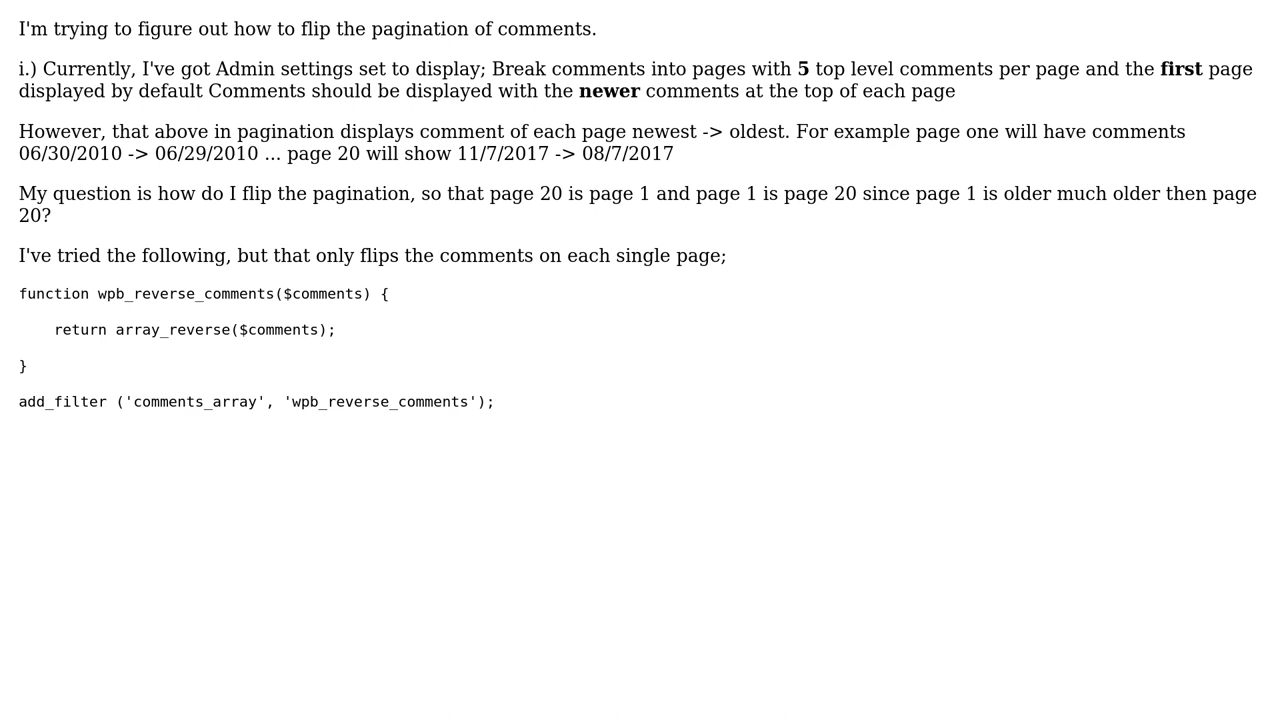 I'm trying to figure out how to flip the pagination of comments.
i.) Currently, I've got Admin settings set to display; Break comments into pages with 5 top level comments per page and the first page
displayed by default Comments should be displayed with the newer comments at the top of each page
However, that above in pagination displays comment of each page newest -> oldest. For example page one will have comments
06/30/2010 -> 06/29/2010 ... page 20 will show 11/7/2017 -> 08/7/2017
My question is how do I flip the pagination, so that page 20 is page 1 and page 1 is page 20 since page 1 is older much older then page
20?
I've tried the following, but that only flips the comments on each single page;
function wpb_reverse_comments($comments) {
    return array_reverse($comments);
}
add_filter ('comments_array', 'wpb_reverse_comments');